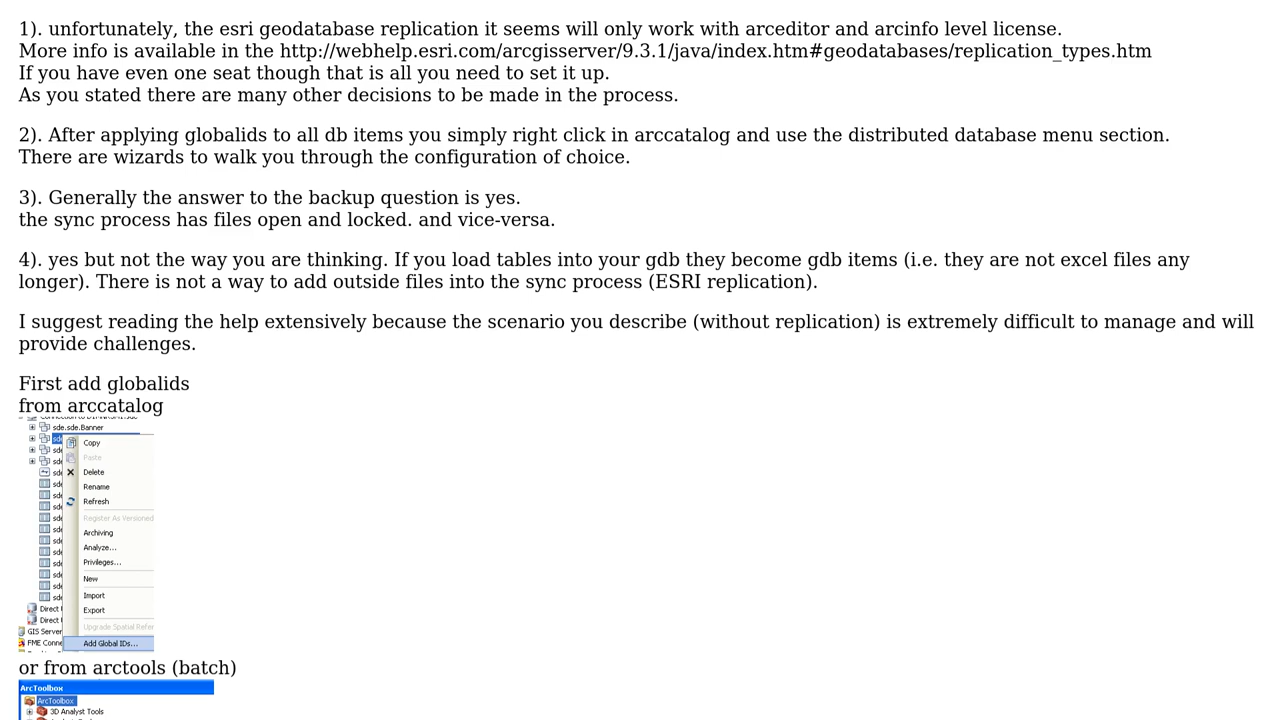 1). unfortunately, the esri geodatabase replication it seems will only work with arceditor and arcinfo level license.
More info is available in the http://webhelp.esri.com/arcgisserver/9.3.1/java/index.htm#geodatabases/replication_types.htm
If you have even one seat though that is all you need to set it up.
As you stated there are many other decisions to be made in the process.
2). After applying globalids to all db items you simply right click in arccatalog and use the distributed database menu section.
There are wizards to walk you through the configuration of choice.
3). Generally the answer to the backup question is yes.
the sync process has files open and locked. and vice-versa.
4). yes but not the way you are thinking. If you load tables into your gdb they become gdb items (i.e. they are not excel files any
longer). There is not a way to add outside files into the sync process (ESRI replication).
I suggest reading the help extensively because the scenario you describe (without replication) is extremely difficult to manage and will
provide challenges.
First add globalids
from arccatalog
sde.sde.Banner
Copy
Paste
Delete
Rename
Refresh
Register As Versioned
Archiving
Analyze...
Privileges...
New
Import
Export
Upgrade Spatial Refer
Direct
Direct
GIS Server
FME Conne
Add Global IDs...
or from arctools (batch)
ArcToolbox
ArcToolbox
3D Analyst Tools